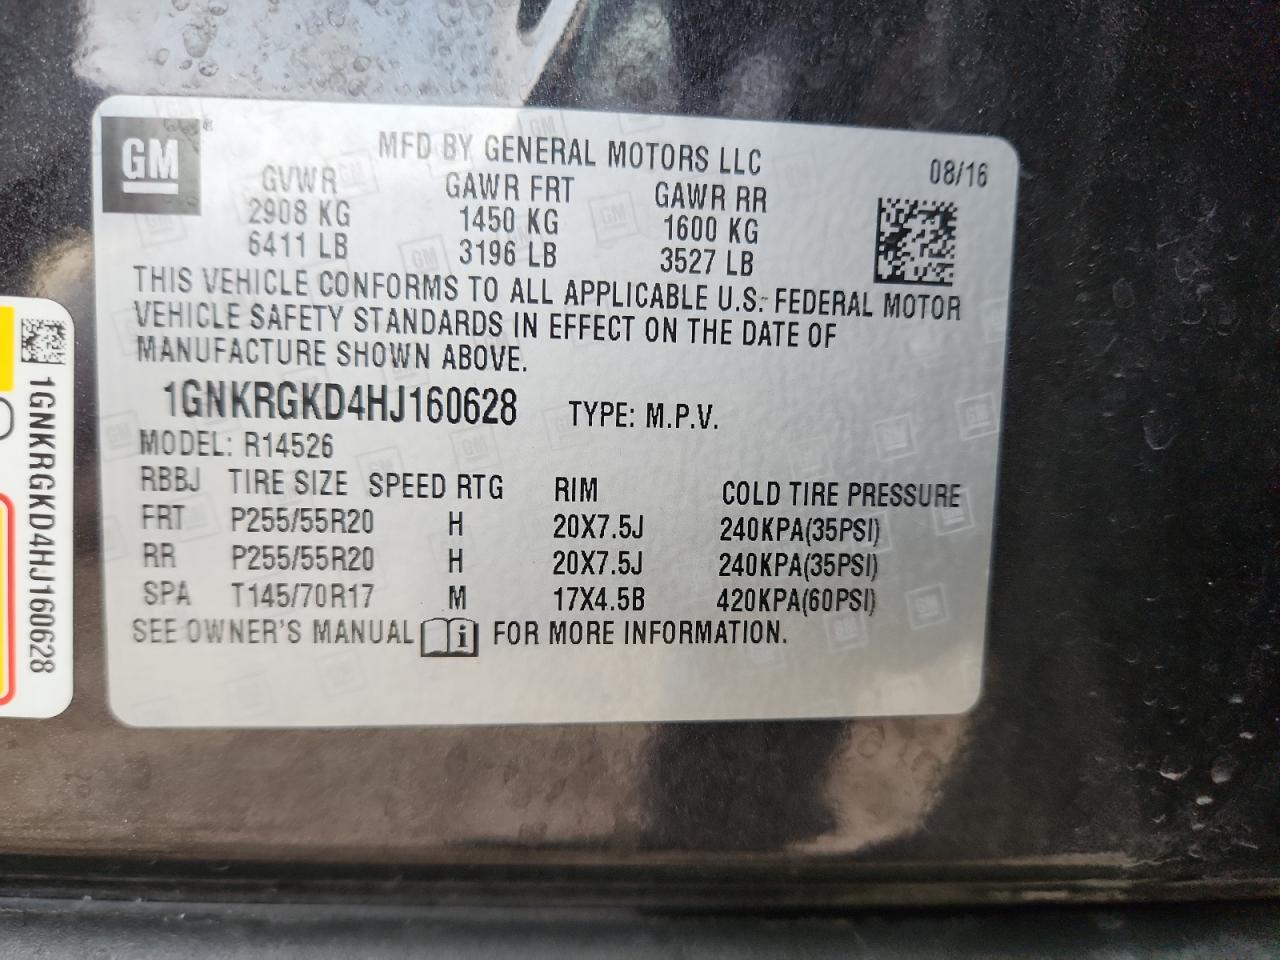 GM
MFD BY GENERAL MOTORS LLC 08/16
GVWR GAWR FRT GAWR RR
2908 KG 1450 KG 1600 KG
6411 LB 3196 LB 3527 LB
THIS VEHICLE CONFORMS TO ALL APPLICABLE U.S. FEDERAL MOTOR
VEHICLE SAFETY STANDARDS IN EFFECT ON THE DATE OF
MANUFACTURE SHOWN ABOVE.
1GNKRGKD4HJ160628 TYPE: M.P.V.
MODEL: R14526
RBBJ TIRE SIZE SPEED RTG RIM COLD TIRE PRESSURE
FRT P255/55R20 H 20X7.5J 240KPA(35PSI)
RR P255/55R20 H 20X7.5J 240KPA(35PSI)
SPA T145/70R17 M 17X4.5B 420KPA(60PSI)
SEE OWNER'S MANUAL i FOR MORE INFORMATION.
1GNKRGKD4HJ160628